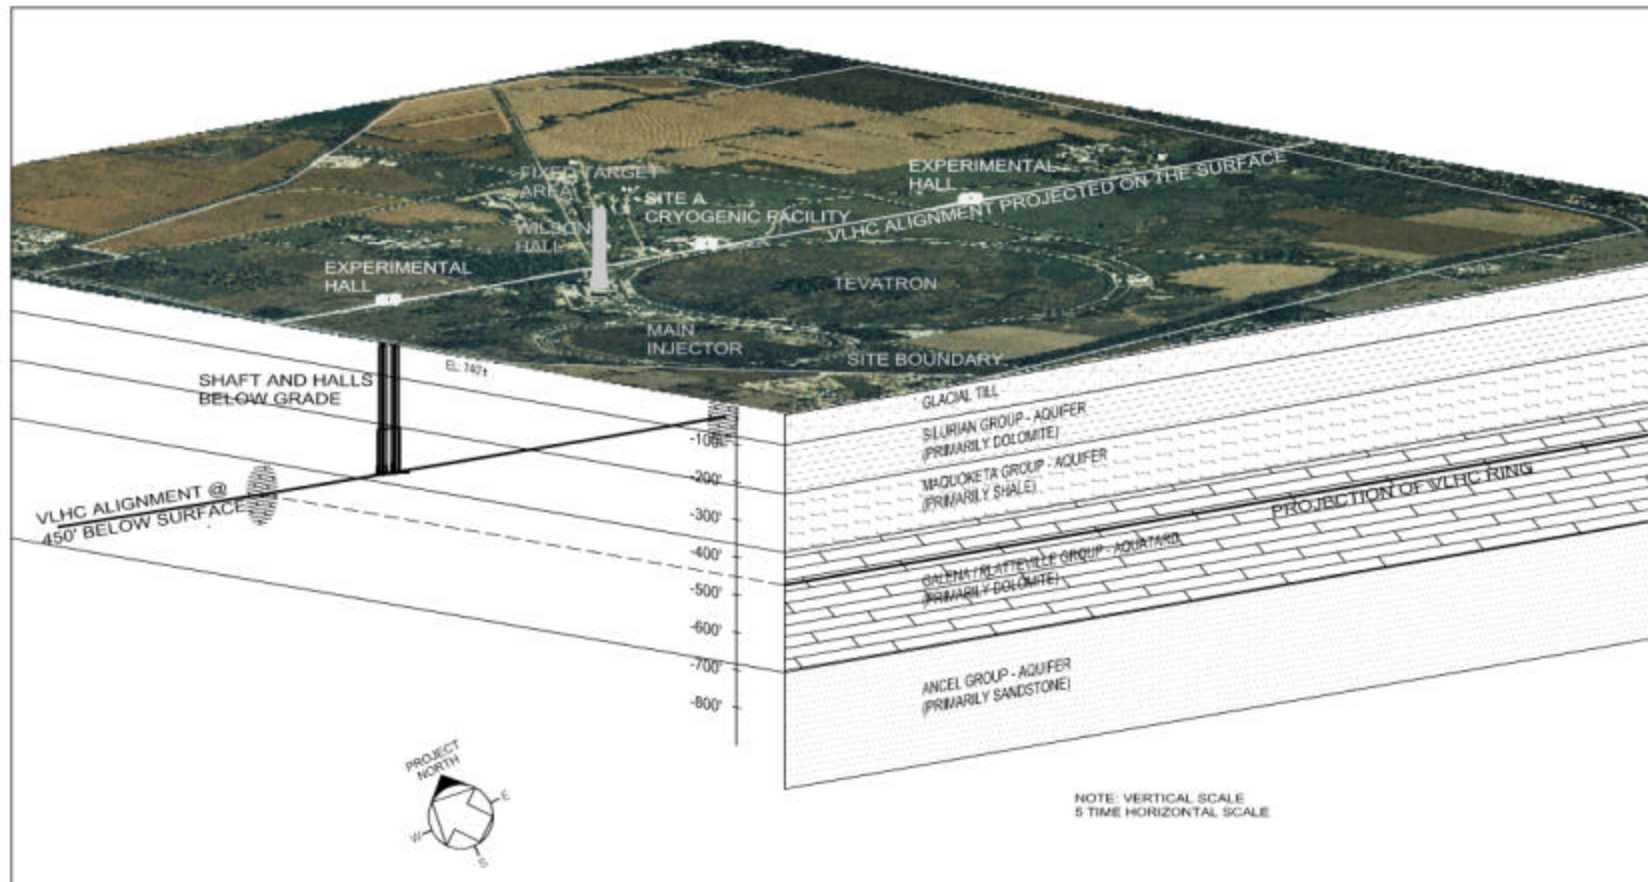 FIXED TARGET
AREA
SITE A
CRYOGENIC FACILITY
WILSON
HALL
EXPERIMENTAL
HALL
VLHC ALIGNMENT PROJECTED ON THE SURFACE
EXPERIMENTAL
HALL
TEVATRON
MAIN
INJECTOR
SITE BOUNDARY
EL: 740'±
SHAFT AND HALLS
BELOW GRADE
VLHC ALIGNMENT @
450' BELOW SURFACE
-100'
-200'
-300'
-400'
-500'
-600'
-700'
-800'
GLACIAL TILL
SILURIAN GROUP - AQUIFER
(PRIMARILY DOLOMITE)
MAQUOKETA GROUP - AQUIFER
(PRIMARILY SHALE)
PROJECTION OF VLHC RING
GALENA / PLATTEVILLE GROUP - AQUATARD
(PRIMARILY DOLOMITE)
ANCEL GROUP - AQUIFER
(PRIMARILY SANDSTONE)
PROJECT
NORTH
E
W
S
NOTE: VERTICAL SCALE
5 TIME HORIZONTAL SCALE